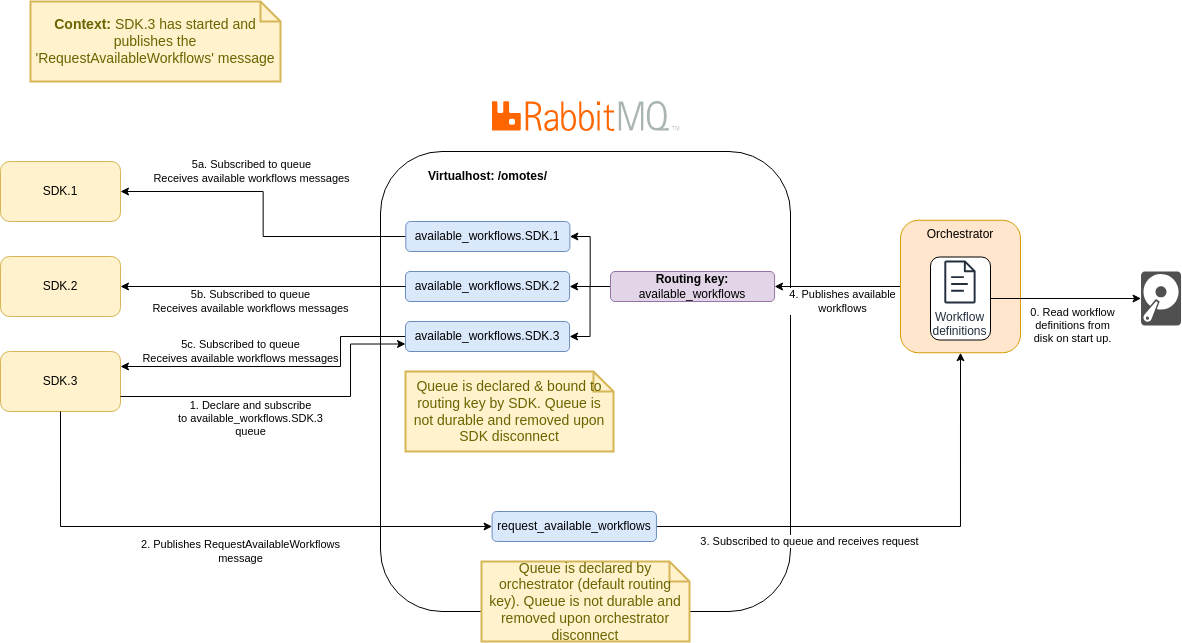 Context: SDK.3 has started and
publishes the
'RequestAvailableWorkflows' message
RabbitMQ TM
Virtualhost: /omotes/
SDK.1
5a. Subscribed to queue
Receives available workflows messages
available_workflows.SDK.1
SDK.2
5b. Subscribed to queue
Receives available workflows messages
available_workflows.SDK.2
Routing key:
available_workflows
4. Publishes available
workflows
Orchestrator
Workflow
definitions
0. Read workflow
definitions from
disk on start up.
available_workflows.SDK.3
5c. Subscribed to queue
Receives available workflows messages
SDK.3
1. Declare and subscribe
to available_workflows.SDK.3
queue
Queue is declared & bound to
routing key by SDK. Queue is
not durable and removed upon
SDK disconnect
request_available_workflows
2. Publishes RequestAvailableWorkflows
message
3. Subscribed to queue and receives request
Queue is declared by
orchestrator (default routing
key). Queue is not durable and
removed upon orchestrator
disconnect